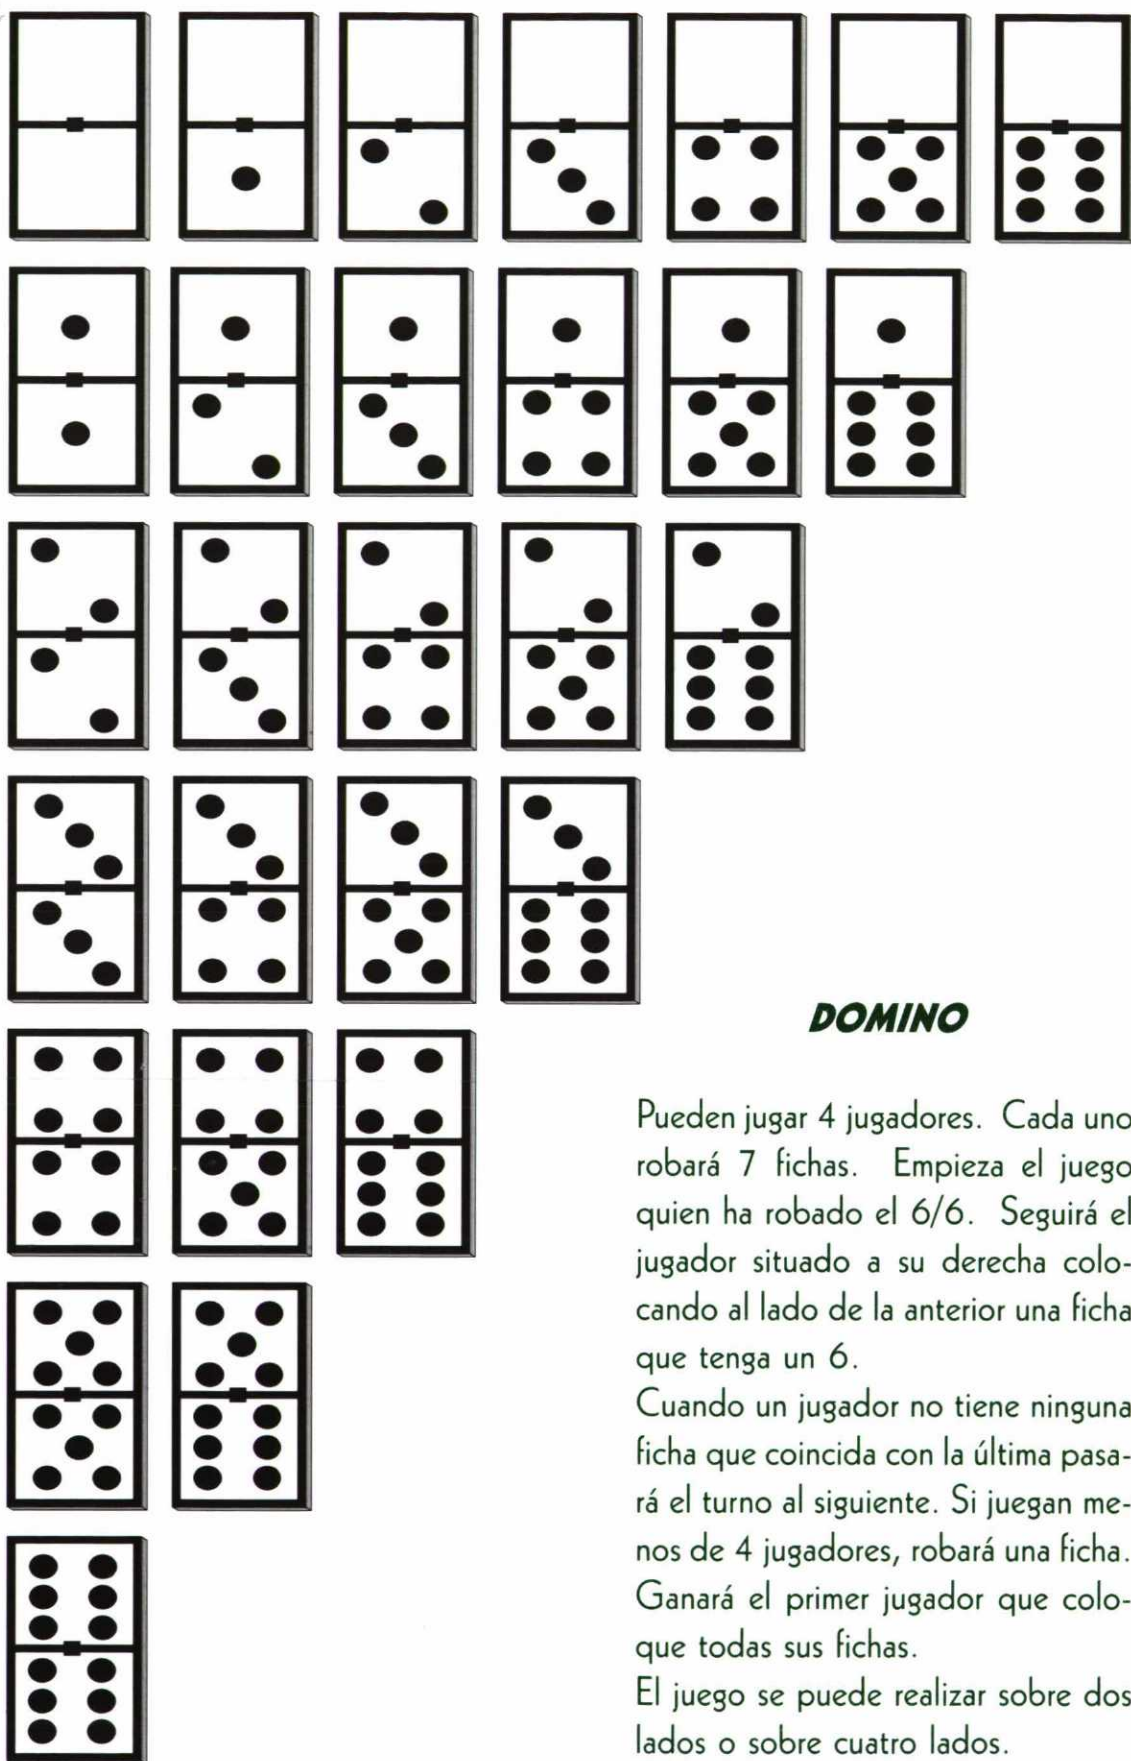 DOMINO
Pueden jugar 4 jugadores. Cada uno
robará 7 fichas. Empieza el juego
quien ha robado el 6/6. Seguirá el
jugador situado a su derecha colo-
cando al lado de la anterior una ficha
que tenga un 6.
Cuando un jugador no tiene ninguna
ficha que coincida con la última pasa-
rá el turno al siguiente. Si juegan me-
nos de 4 jugadores, robará una ficha.
Ganará el primer jugador que colo-
que todas sus fichas.
El juego se puede realizar sobre dos
lados o sobre cuatro lados.